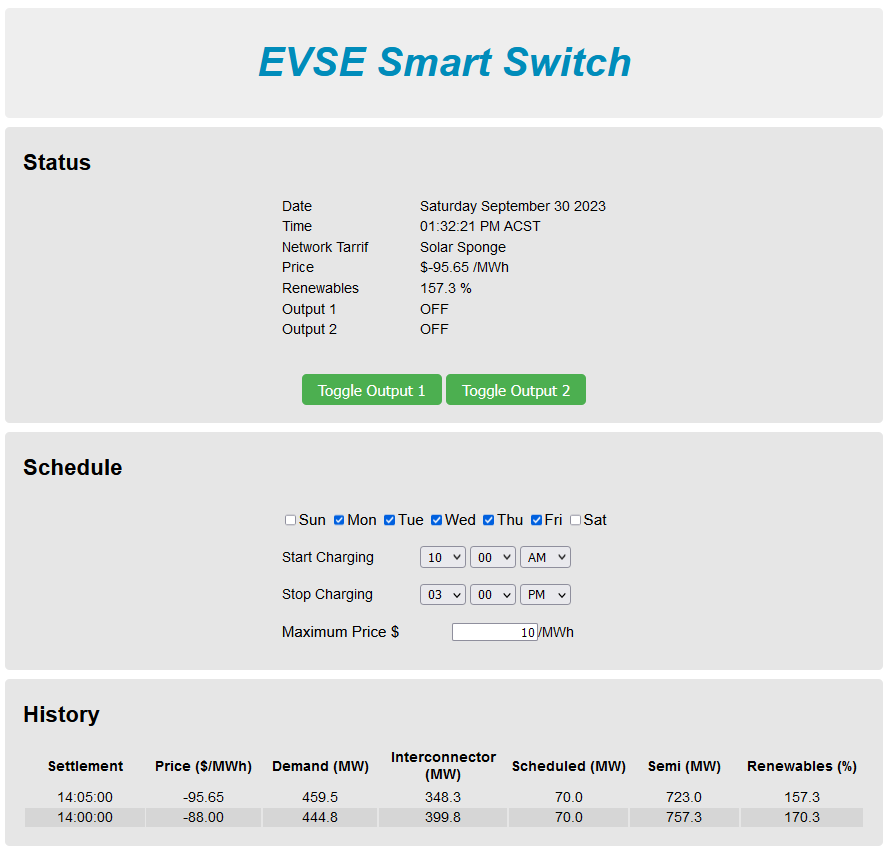 EVSE Smart Switch
Status
Date Saturday September 30 2023
Time 01:32:21 PM ACST
Network Tarrif Solar Sponge
Price $-95.65 /MWh
Renewables 157.3 %
Output 1 OFF
Output 2 OFF
Toggle Output 1 Toggle Output 2
Schedule
Sun Mon Tue Wed Thu Fri Sat
Start Charging 10 00 AM
Stop Charging 03 00 PM
Maximum Price $ 10 /MWh
History
Settlement Price ($/MWh) Demand (MW) Interconnector (MW) Scheduled (MW) Semi (MW) Renewables (%)
14:05:00 -95.65 459.5 348.3 70.0 723.0 157.3
14:00:00 -88.00 444.8 399.8 70.0 757.3 170.3